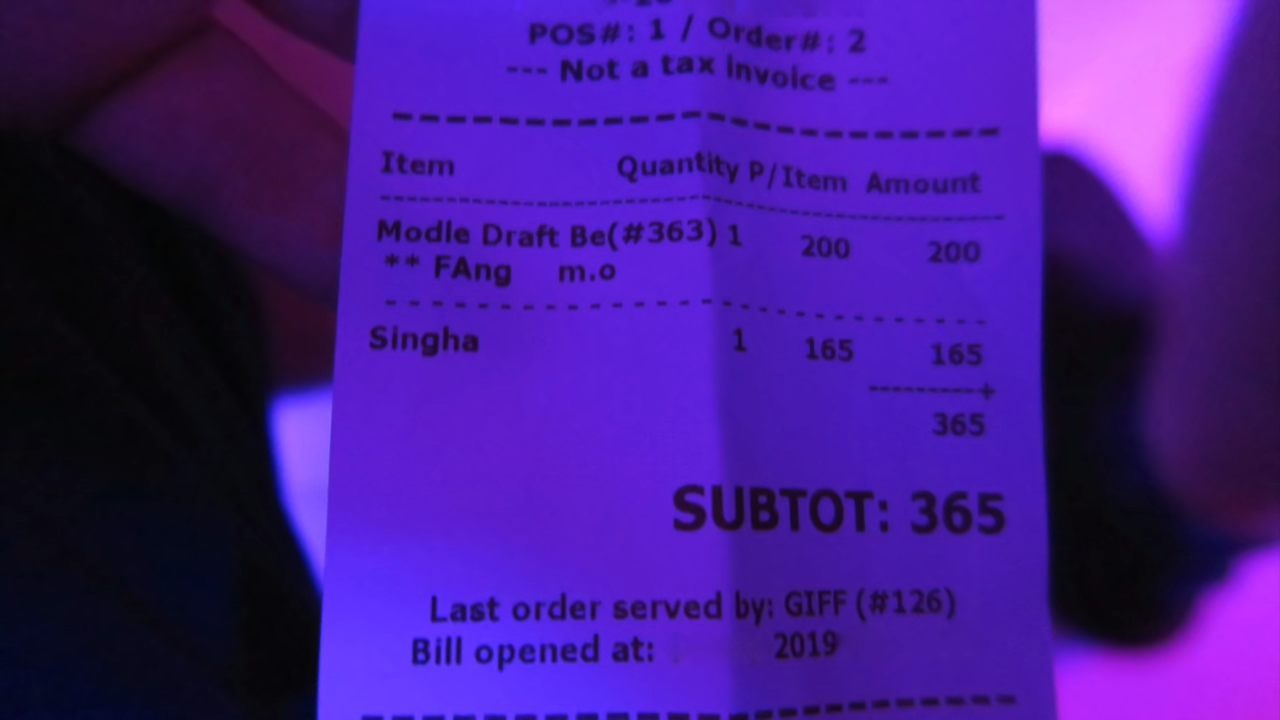 POS#: 1 / Order#: 2
--- Not a tax invoice ---
Item Quantity P/Item Amount
Modle Draft Be(#363) 1 200 200
** FAng m.o
Singha 1 165 165
---------+
365
SUBTOT: 365
Last order served by: GIFF (#126)
Bill opened at: 2019